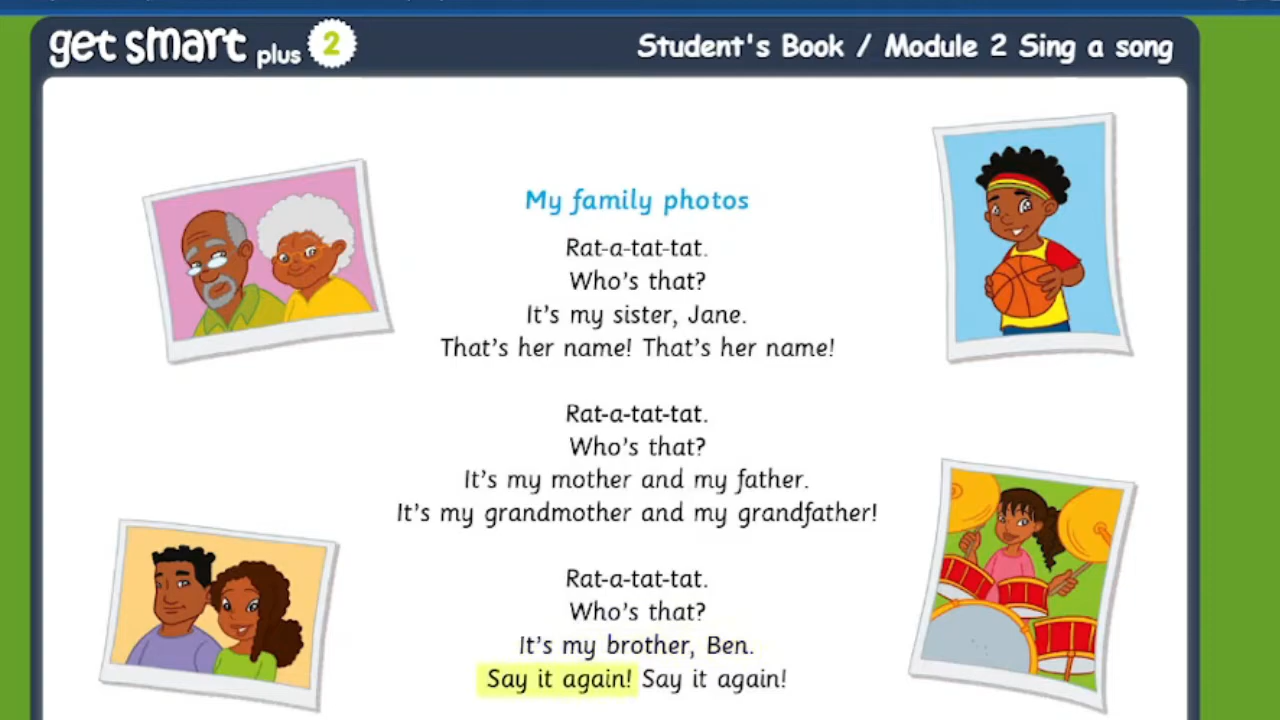 get smart plus 2
Student's Book / Module 2 Sing a song
My family photos
Rat-a-tat-tat.
Who's that?
It's my sister, Jane.
That's her name! That's her name!
Rat-a-tat-tat.
Who's that?
It's my mother and my father.
It's my grandmother and my grandfather!
Rat-a-tat-tat.
Who's that?
It's my brother, Ben.
Say it again! Say it again!